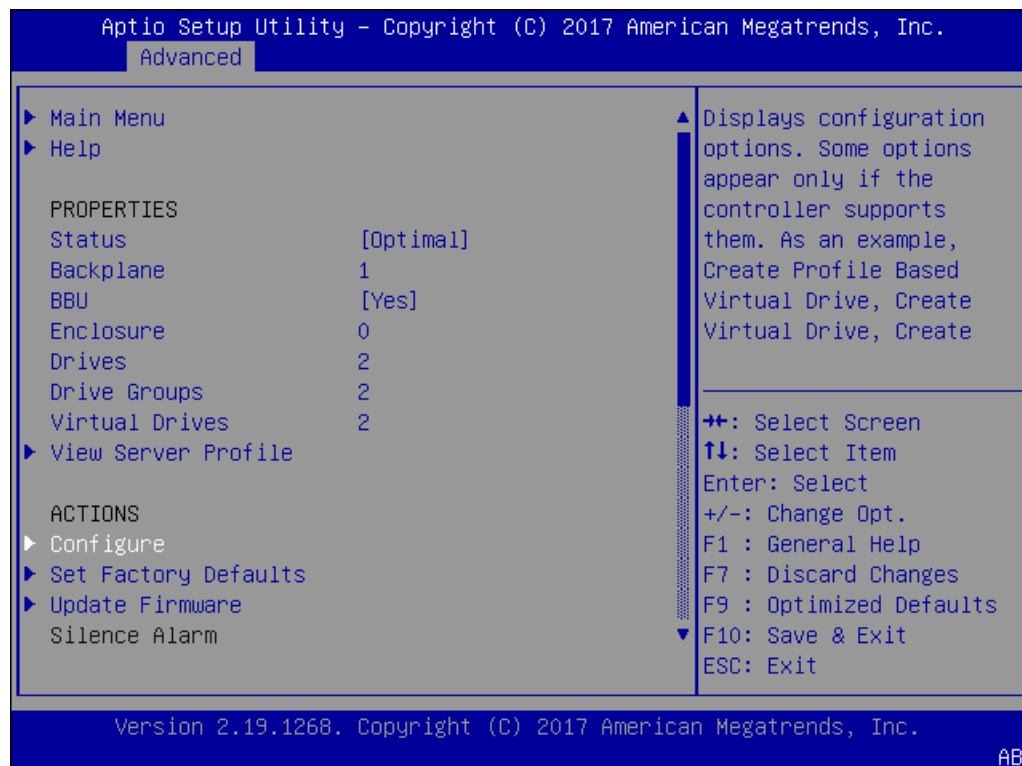 Aptio Setup Utility – Copyright (C) 2017 American Megatrends, Inc.
Advanced
Main Menu
Help
PROPERTIES
Status [Optimal]
Backplane 1
BBU [Yes]
Enclosure 0
Drives 2
Drive Groups 2
Virtual Drives 2
View Server Profile
ACTIONS
Configure
Set Factory Defaults
Update Firmware
Silence Alarm
Displays configuration
options. Some options
appear only if the
controller supports
them. As an example,
Create Profile Based
Virtual Drive, Create
Virtual Drive, Create
→←: Select Screen
↑↓: Select Item
Enter: Select
+/-: Change Opt.
F1 : General Help
F7 : Discard Changes
F9 : Optimized Defaults
F10: Save & Exit
ESC: Exit
Version 2.19.1268. Copyright (C) 2017 American Megatrends, Inc.
AB